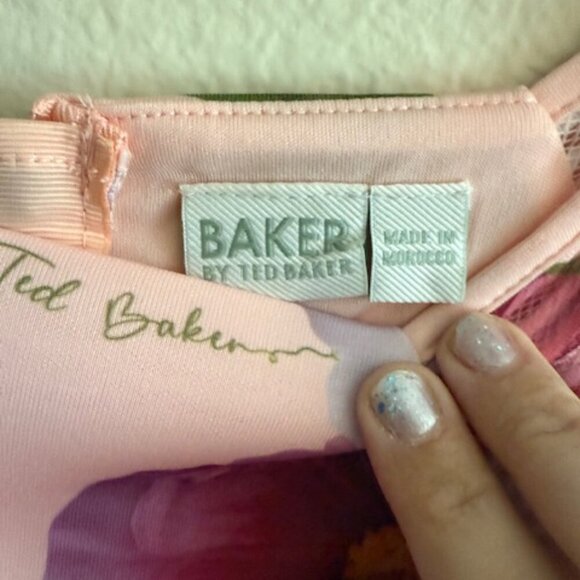 BAKER
BY TED BAKER
MADE IN
MOROCCO
Ted Baker